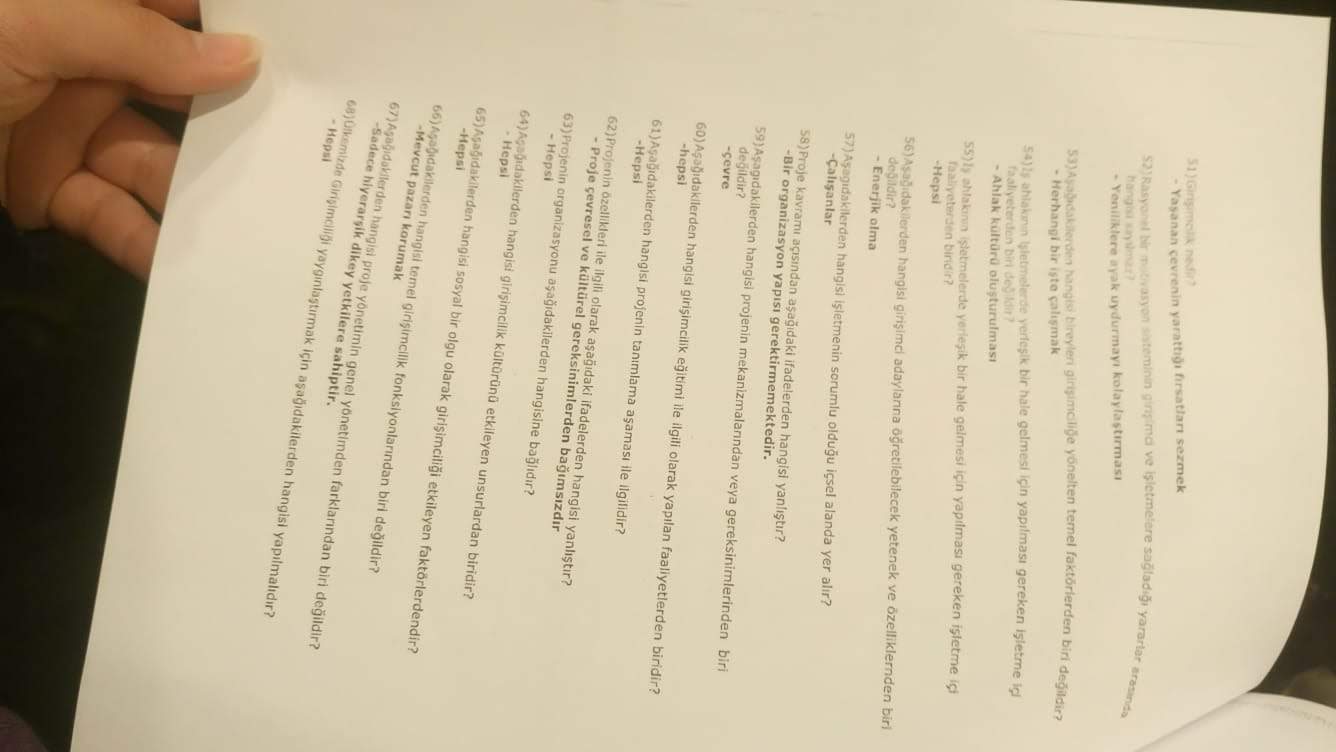 51)Girişimcilik nedir?
- Yaşanan çevrenin yarattığı fırsatları sezmek
52)Rasyonel bir motivasyon sisteminin girişimci ve işletmelere sağladığı yararlar arasında
hangisi sayılmaz?
- Yeniliklere ayak uydurmayı kolaylaştırması
53)Aşağıdakilerden hangisi bireyleri girişimciliğe yönelten temel faktörlerden biri değildir?
- Herhangi bir işte çalışmak
54)İş ahlakının işletmelerde yerleşik bir hale gelmesi için yapılması gereken işletme içi
faaliyeterden biri değildir?
- Ahlak kültürü oluşturulması
55)İş ahlakının işletmelerde yerleşik bir hale gelmesi için yapılması gereken işletme içi
faaliyeterden biridir?
-Hepsi
56)Aşağıdakilerden hangisi girişimci adaylarına öğretilebilecek yetenek ve özelliklernden biri
değildir?
- Enerjik olma
57)Aşagıdakilerden hangisi işletmenin sorumlu olduğu içsel alanda yer alır?
-Çalışanlar
58)Proje kavramı açısından aşağıdaki ifadelerden hangisi yanlıştır?
-Bir organizasyon yapısı gerektirmemektedir.
59)Aşagıdakilerden hangisi projenin mekanizmalarından veya gereksinimlerinden biri
değildir?
-çevre
60)Aşağıdakilerden hangisi girişimcilik eğitimi ile ilgili olarak yapılan faaliyetlerden biridir?
-hepsi
61)Aşağıdakilerden hangisi projenin tanımlama aşaması ile ilgilidir?
-Hepsi
62)Projenin özellikleri ile ilgili olarak aşağıdaki ifadelerden hangisi yanlıştır?
- Proje çevresel ve kültürel gereksinimlerden bağımsızdır
63)Projenin organizasyonu aşağıdakilerden hangisine bağlıdır?
- Hepsi
64)Aşağıdakilerden hangisi girişimcilik kültürünü etkileyen unsurlardan biridir?
- Hepsi
65)Aşağıdakilerden hangisi sosyal bir olgu olarak girişimciliği etkileyen faktörlerdendir?
-Hepsi
66)Aşağıdakilerden hangisi temel girişimcilik fonksiyonlarından biri değildir?
-Mevcut pazarı korumak
67)Aşağıdakilerden hangisi proje yönetimin genel yönetimden farklarından biri değildir?
-Sadece hiyerarşik dikey yetkilere sahiptir.
68)Ülkemizde Girişimciliği yaygınlaştırmak için aşağıdakilerden hangisi yapılmalıdır?
- Hepsi